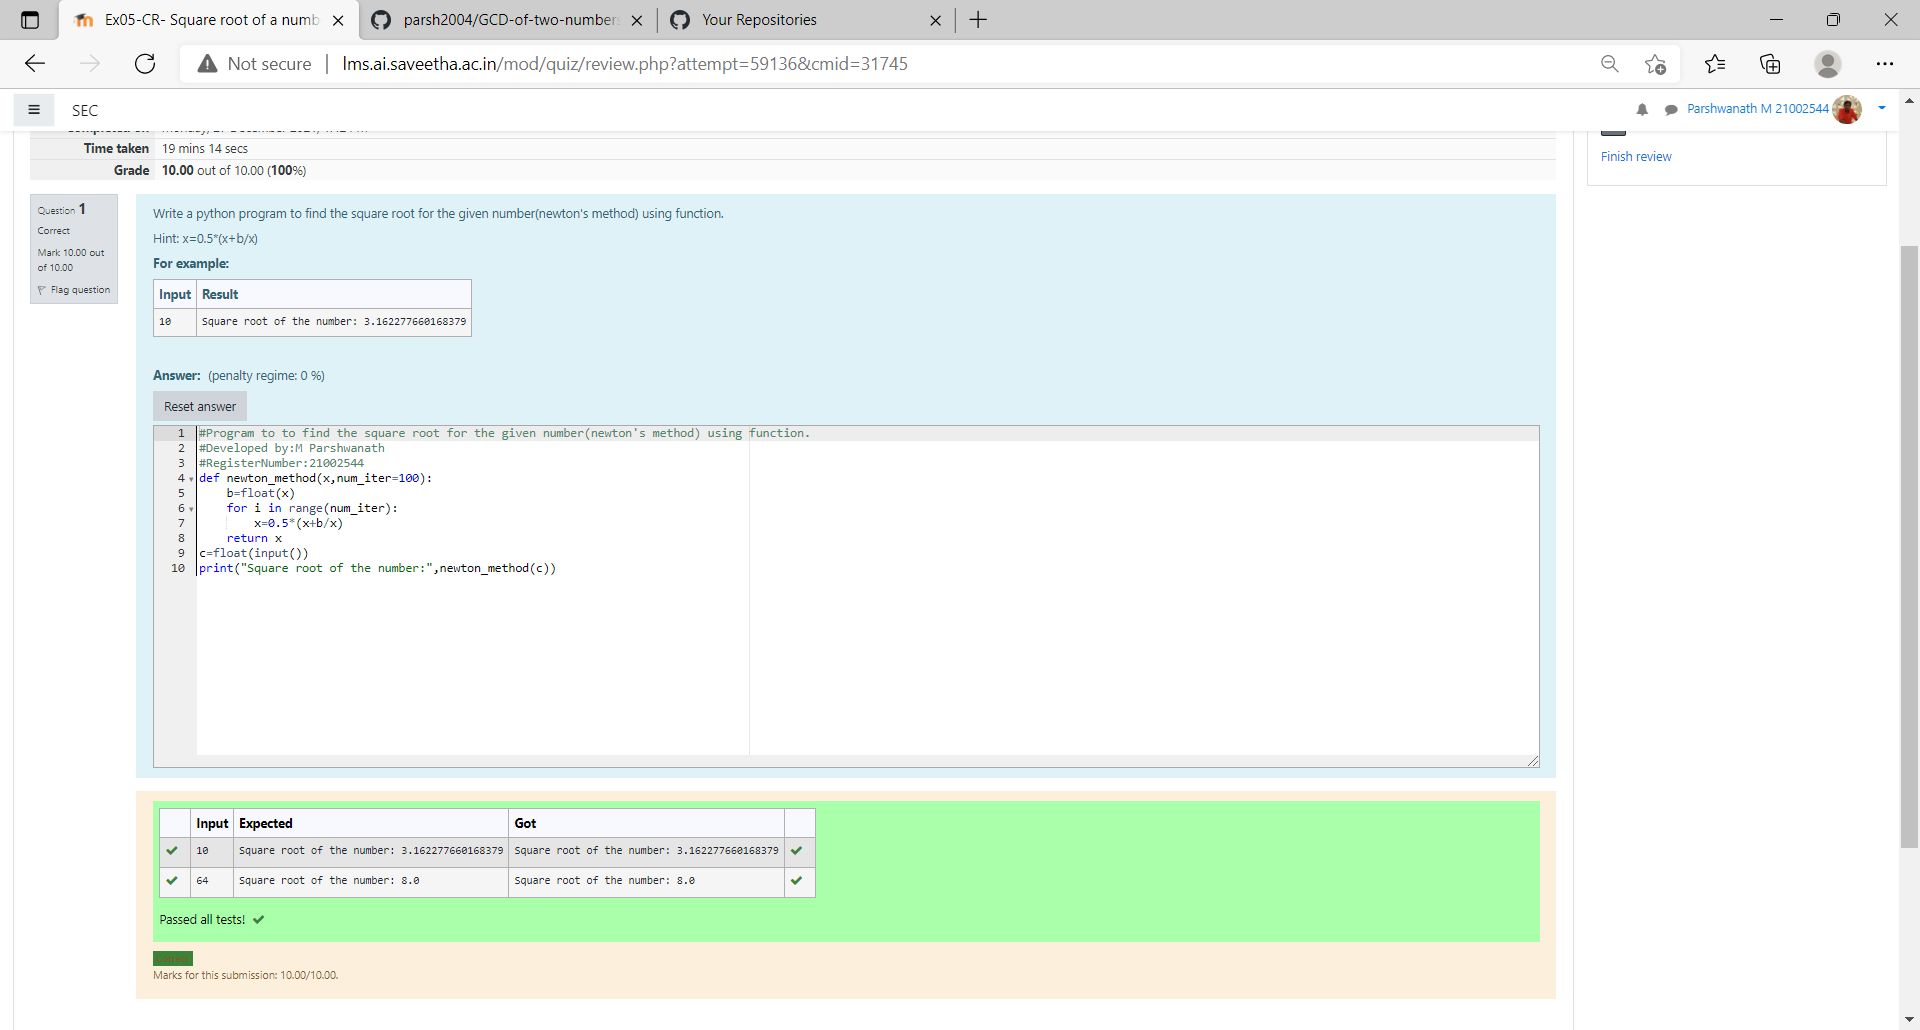 Ex05-CR- Square root of a numb
parsh2004/GCD-of-two-number
Your Repositories
Not secure | lms.ai.saveetha.ac.in/mod/quiz/review.php?attempt=59136&cmid=31745
SEC
Parshwanath M 21002544
Time taken 19 mins 14 secs
Grade 10.00 out of 10.00 (100%)
Finish review
Question 1
Correct
Mark 10.00 out
of 10.00
Flag question
Write a python program to find the square root for the given number(newton's method) using function.
Hint: x=0.5*(x+b/x)
For example:
Input Result
10 Square root of the number: 3.162277660168379
Answer: (penalty regime: 0 %)
Reset answer
1 #Program to to find the square root for the given number(newton's method) using function.
2 #Developed by:M Parshwanath
3 #RegisterNumber:21002544
4 def newton_method(x,num_iter=100):
5 b=float(x)
6 for i in range(num_iter):
7 x=0.5*(x+b/x)
8 return x
9 c=float(input())
10 print("Square root of the number:",newton_method(c))
Input Expected Got
10 Square root of the number: 3.162277660168379 Square root of the number: 3.162277660168379
64 Square root of the number: 8.0 Square root of the number: 8.0
Passed all tests!
Marks for this submission: 10.00/10.00.